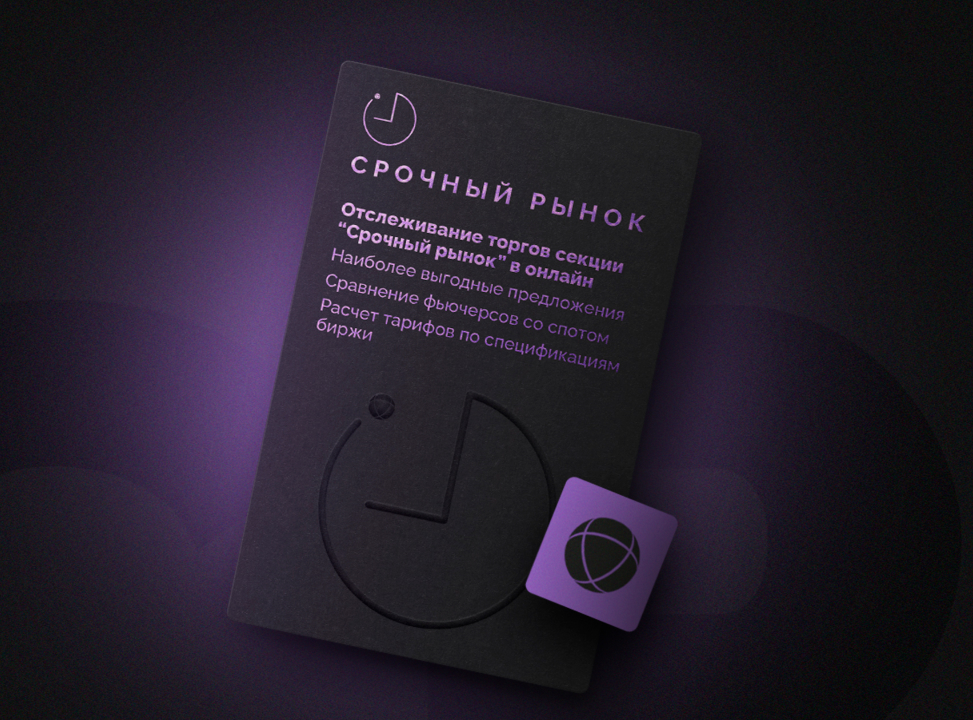 СРОЧНЫЙ РЫНОК
Отслеживание торгов секции
“Срочный рынок” в онлайн
Наиболее выгодные предложения
Сравнение фьючерсов со спотом
Расчет тарифов по спецификациям
биржи